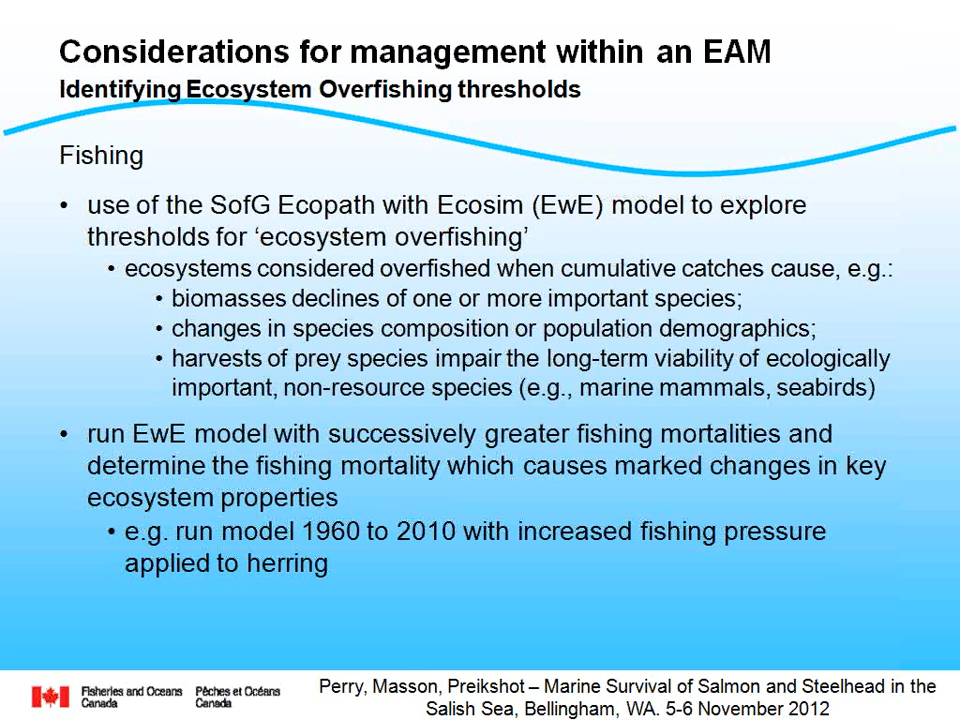 Considerations for management within an EAM
Identifying Ecosystem Overfishing thresholds
Fishing
• use of the SofG Ecopath with Ecosim (EwE) model to explore
thresholds for ‘ecosystem overfishing’
• ecosystems considered overfished when cumulative catches cause, e.g.:
• biomasses declines of one or more important species;
• changes in species composition or population demographics;
• harvests of prey species impair the long-term viability of ecologically
important, non-resource species (e.g., marine mammals, seabirds)
• run EwE model with successively greater fishing mortalities and
determine the fishing mortality which causes marked changes in key
ecosystem properties
• e.g. run model 1960 to 2010 with increased fishing pressure
applied to herring
Fisheries and Oceans
Canada
Pêches et Océans
Canada
Perry, Masson, Preikshot – Marine Survival of Salmon and Steelhead in the
Salish Sea, Bellingham, WA. 5-6 November 2012